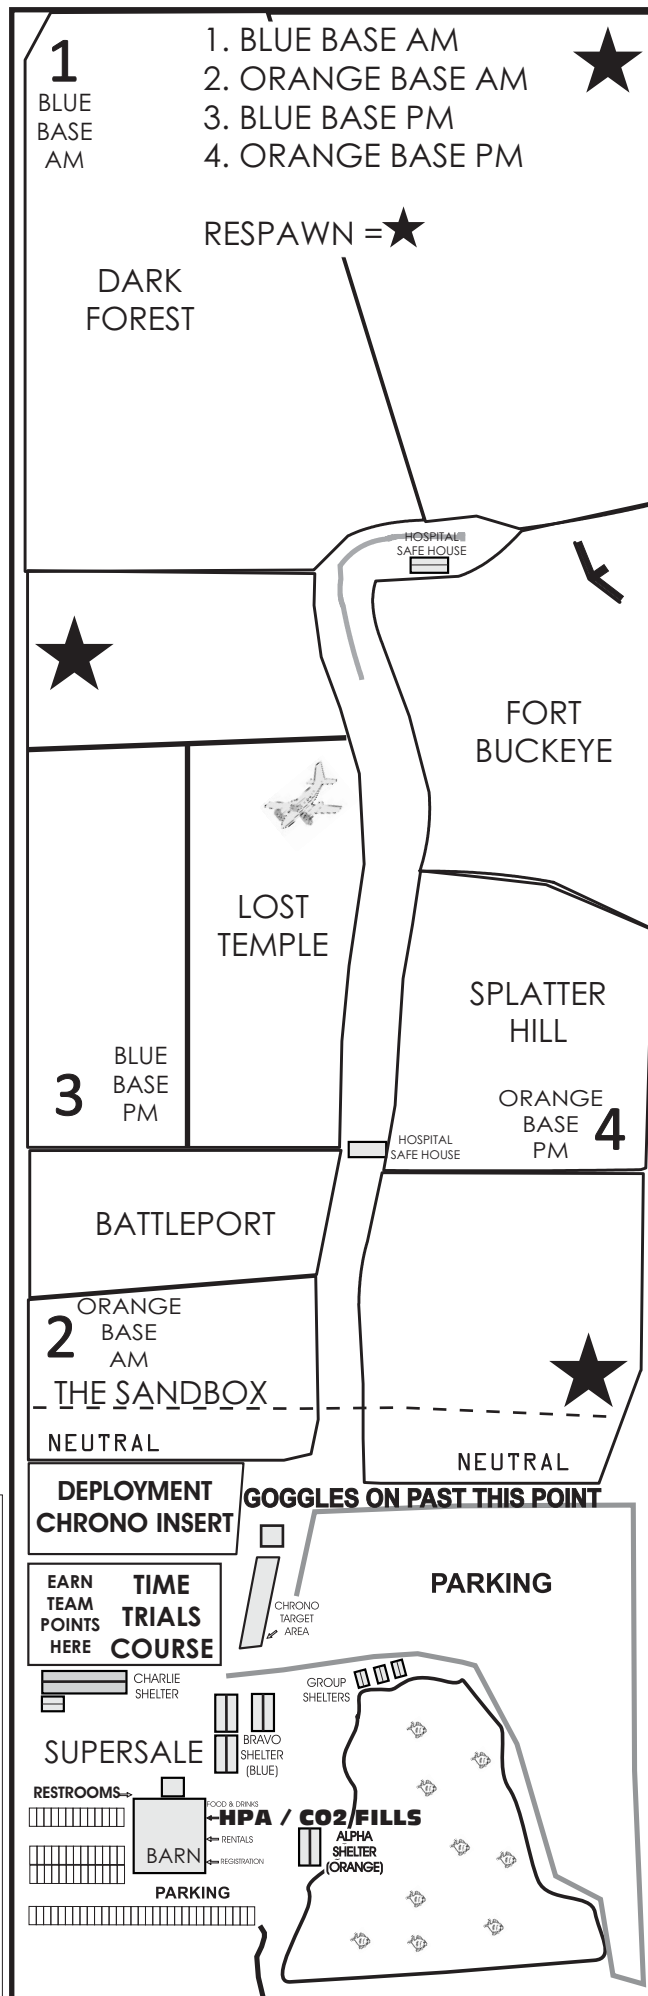 1
BLUE
BASE
AM
1. BLUE BASE AM
2. ORANGE BASE AM
3. BLUE BASE PM
4. ORANGE BASE PM
RESPAWN =
DARK
FOREST
HOSPITAL
SAFE HOUSE
FORT
BUCKEYE
LOST
TEMPLE
SPLATTER
HILL
3
BLUE
BASE
PM
ORANGE
BASE
PM
4
HOSPITAL
SAFE HOUSE
BATTLEPORT
2
ORANGE
BASE
AM
THE SANDBOX
NEUTRAL
NEUTRAL
DEPLOYMENT
CHRONO INSERT
GOGGLES ON PAST THIS POINT
EARN
TEAM
POINTS
HERE
TIME
TRIALS
COURSE
PARKING
CHRONO
TARGET
AREA
CHARLIE
SHELTER
GROUP
SHELTERS
SUPERSALE
BRAVO
SHELTER
(BLUE)
RESTROOMS
FOOD & DRINKS
HPA / CO2 FILLS
RENTALS
BARN
REGISTRATION
ALPHA
SHELTER
(ORANGE)
PARKING